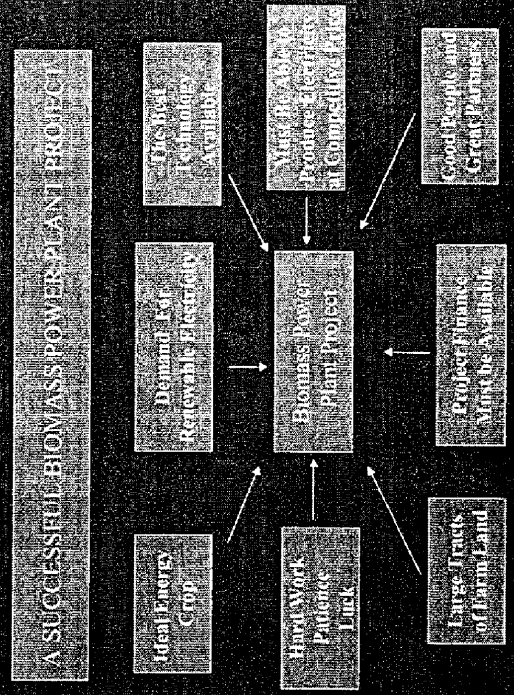 A SUCCESSFUL BIOMASS POWER PLANT PROJECT
Ideal Energy
Crop
Demand For
Renewable Electricity
The Best
Technology
Available
Hard Work
Patience
Luck
Biomass Power
Plant Project
Must Be Able to
Produce Electricity
at Competitive Price
Large Tracts
of Farm Land
Project Finance
Must be Available
Good People and
Great Partners